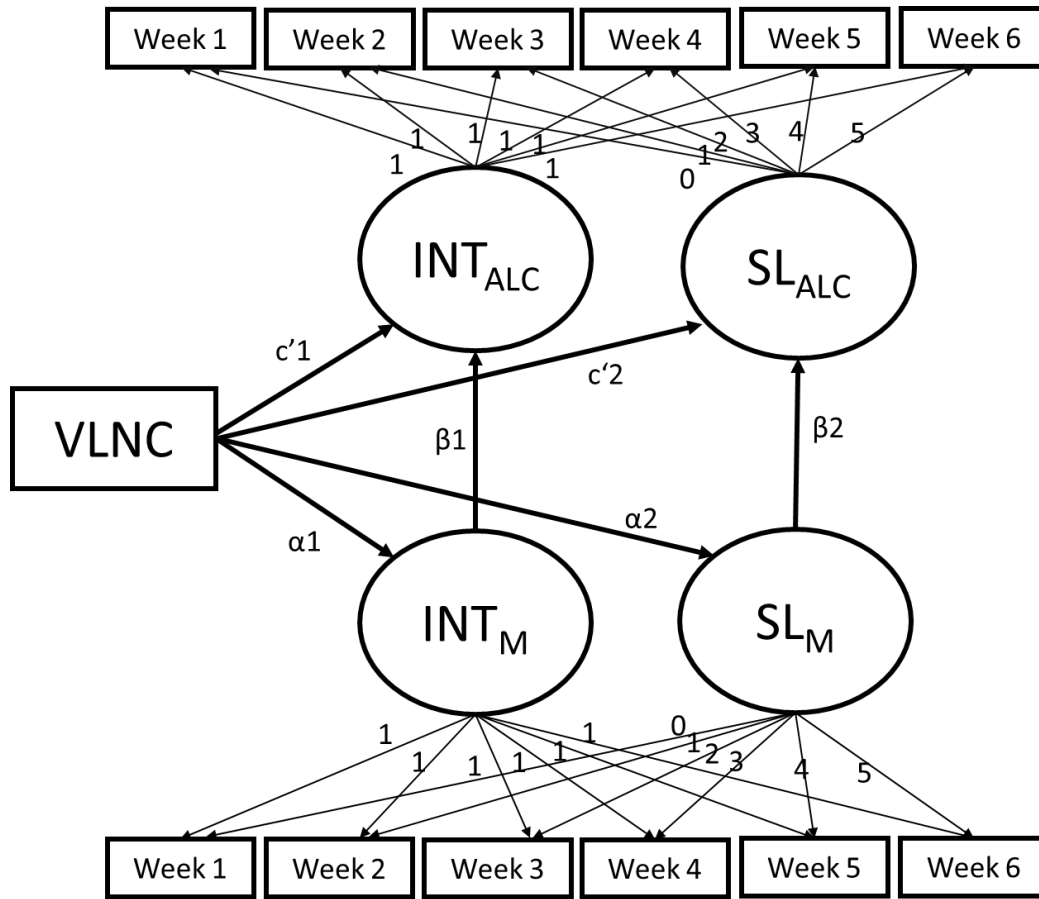 Week 1 Week 2 Week 3 Week 4 Week 5 Week 6
1 1 1 1 1 1 0 1 2 3 4 5
INT_ALC SL_ALC
c'1 c‘2
VLNC β1 β2
α1 α2
INT_M SL_M
1 1 1 1 1 1 0 1 2 3 4 5
Week 1 Week 2 Week 3 Week 4 Week 5 Week 6